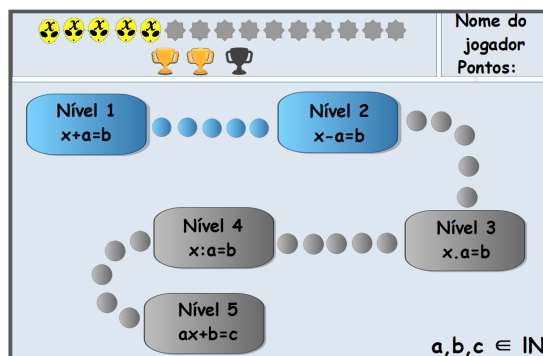 x x x x x
Nome do
jogador
Pontos:
Nível 1
x+a=b
Nível 2
x-a=b
Nível 3
x.a=b
Nível 4
x:a=b
Nível 5
ax+b=c
a,b,c ∈ IN